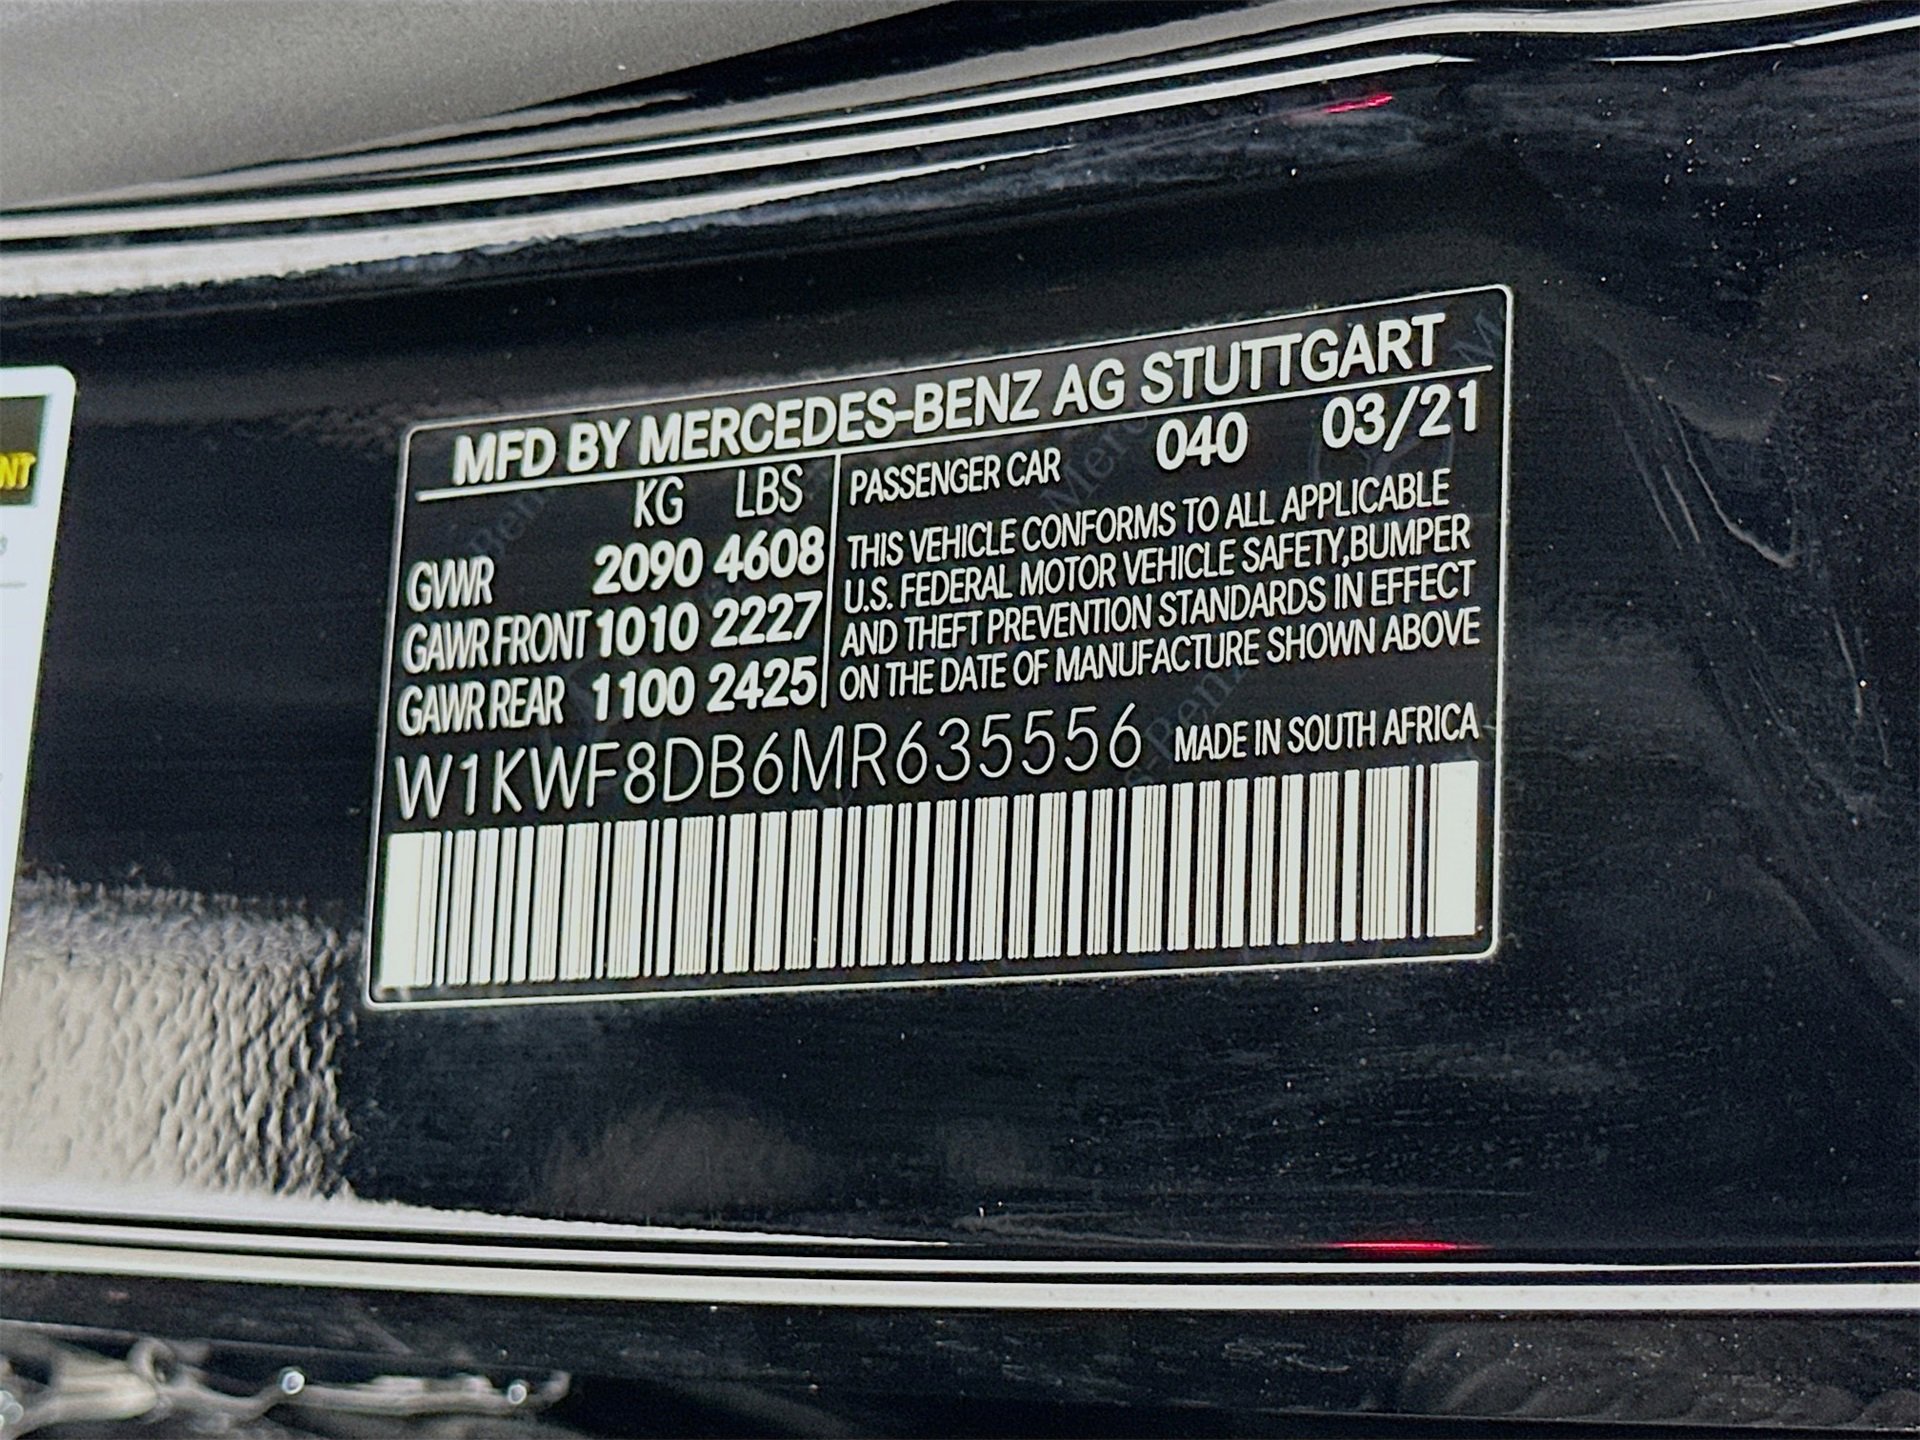 MFD BY MERCEDES-BENZ AG STUTTGART
KG LBS
GVWR 2090 4608
GAWR FRONT 1010 2227
GAWR REAR 1100 2425
PASSENGER CAR 040 03/21
THIS VEHICLE CONFORMS TO ALL APPLICABLE
U.S. FEDERAL MOTOR VEHICLE SAFETY,BUMPER
AND THEFT PREVENTION STANDARDS IN EFFECT
ON THE DATE OF MANUFACTURE SHOWN ABOVE
W1KWF8DB6MR635556 MADE IN SOUTH AFRICA